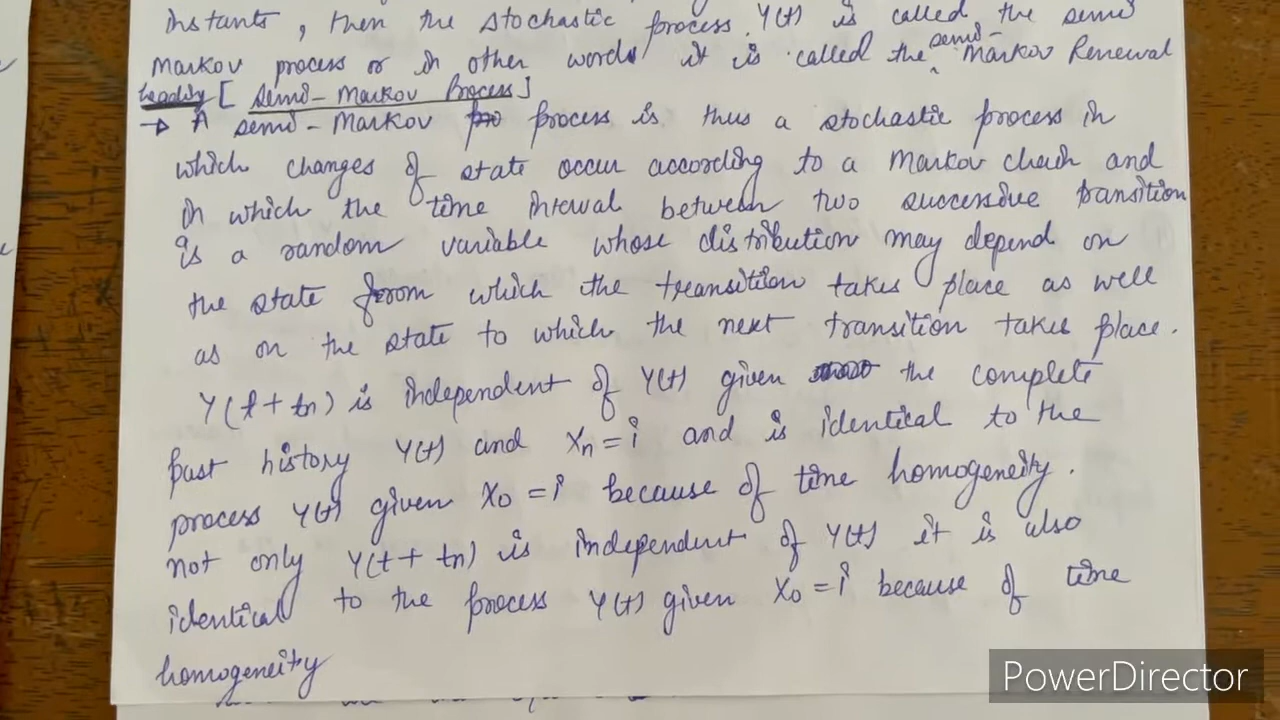 instants, then the stochastic process Y(t) is called the semi
Markov process or in other words it is called the semi- Markov Renewal
heading [ Semi-Markov Process ]
→ A semi-Markov process is thus a stochastic process in
which changes of state occur according to a Markov chain and
in which the time interval between two successive transition
is a random variable whose distribution may depend on
the state from which the transition takes place as well
as on the state to which the next transition takes place.
Y(t+tn) is independent of Y(t) given the complete
past history Y(t) and Xn = i and is identical to the
process Y(t) given X0 = i because of time homogeneity.
not only Y(t+tn) is independent of Y(t) it is also
identical to the process Y(t) given X0 = i because of time
homogeneity
PowerDirector